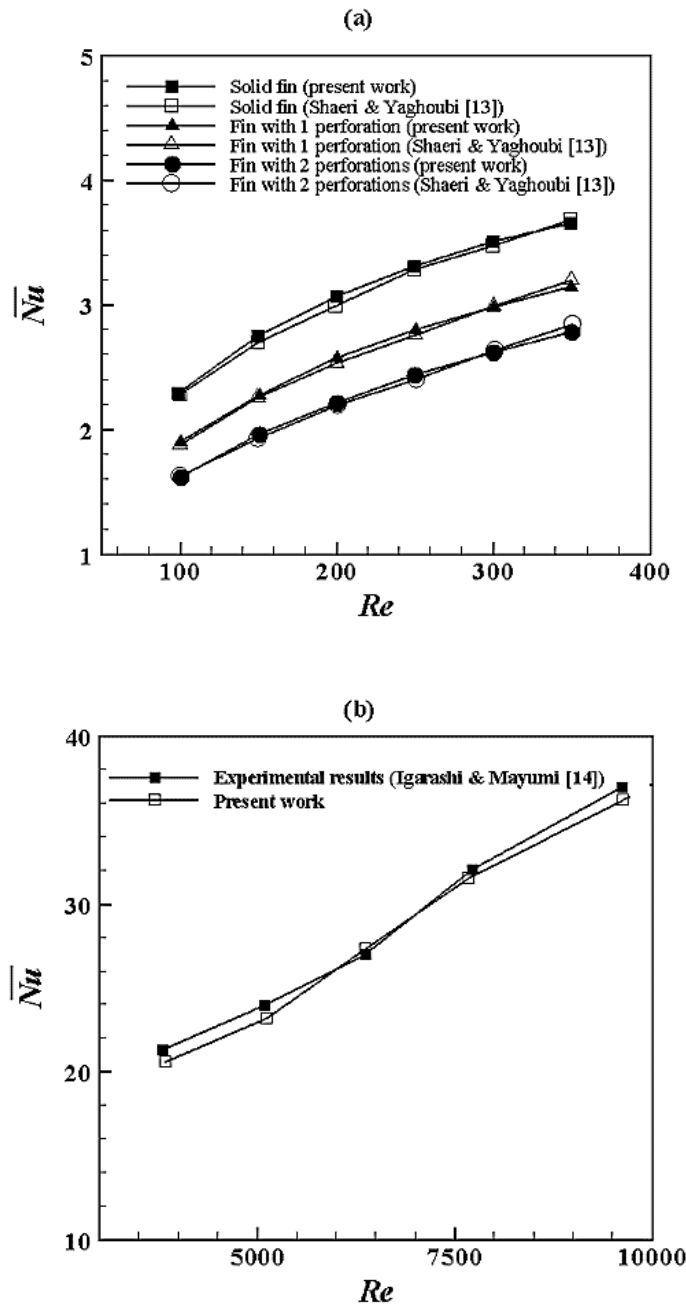 (a)
5
Solid fin (present work)
Solid fin (Shaeri & Yaghoubi [13])
Fin with 1 perforation (present work)
Fin with 1 perforation (Shaeri & Yaghoubi [13])
Fin with 2 perforations (present work)
Fin with 2 perforations (Shaeri & Yaghoubi [13])
4
Nu
3
2
1
100 200 300 400
Re
(b)
40
Experimental results (Igarashi & Mayumi [14])
Present work
30
Nu
20
10
5000 7500 10000
Re